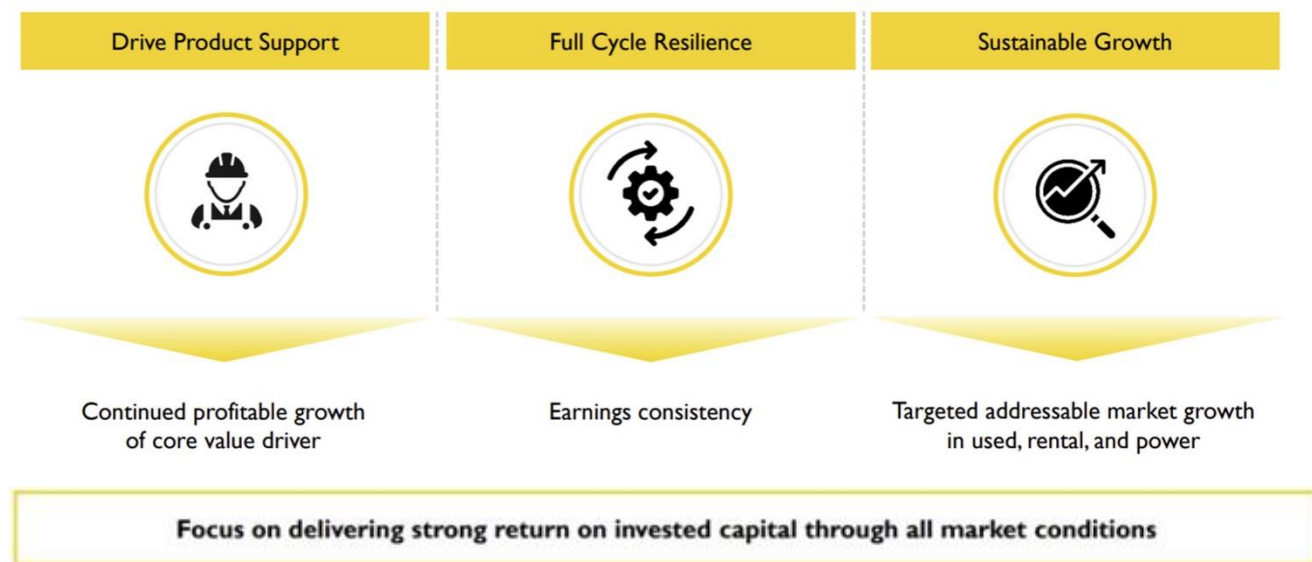 Drive Product Support
Full Cycle Resilience
Sustainable Growth
Continued profitable growth
of core value driver
Earnings consistency
Targeted addressable market growth
in used, rental, and power
Focus on delivering strong return on invested capital through all market conditions